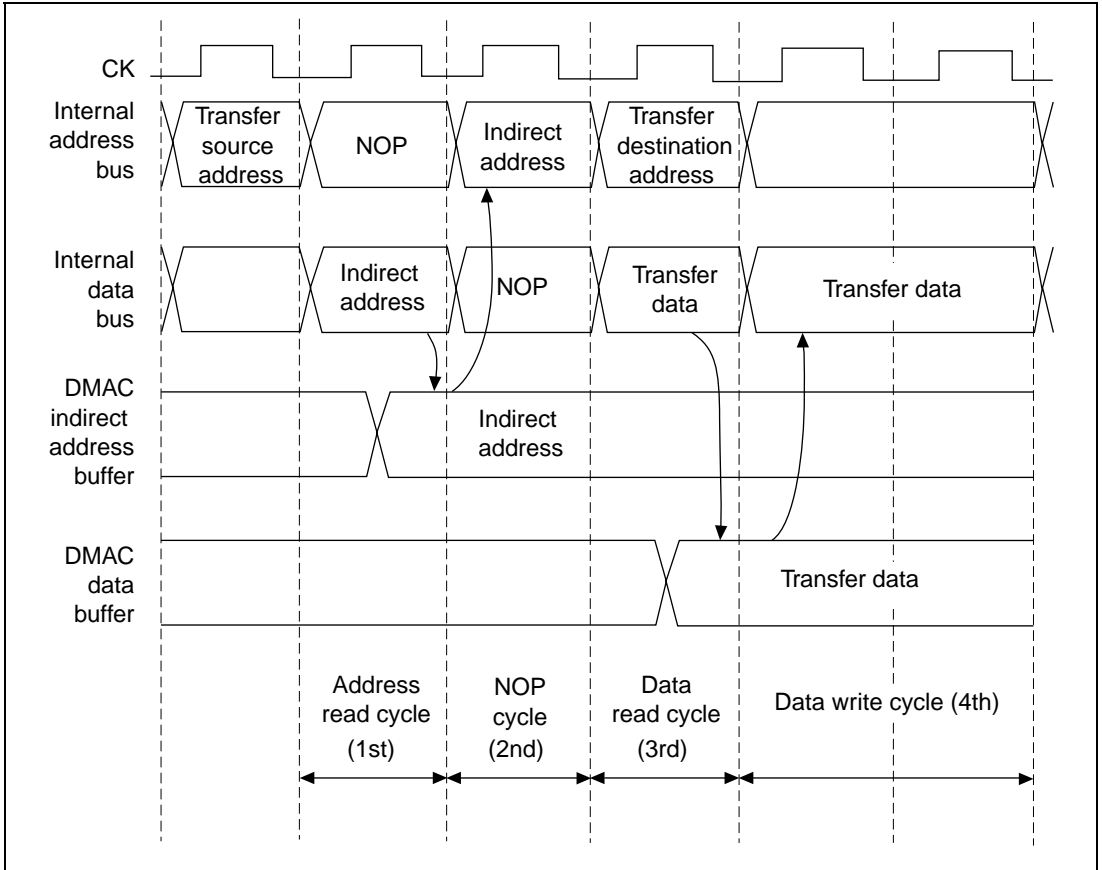 CK
Internal
address
bus
Transfer
source
address
NOP
Indirect
address
Transfer
destination
address
Internal
data
bus
Indirect
address
NOP
Transfer
data
Transfer data
DMAC
indirect
address
buffer
Indirect
address
DMAC
data
buffer
Transfer data
Address
read cycle
(1st)
NOP
cycle
(2nd)
Data
read cycle
(3rd)
Data write cycle (4th)